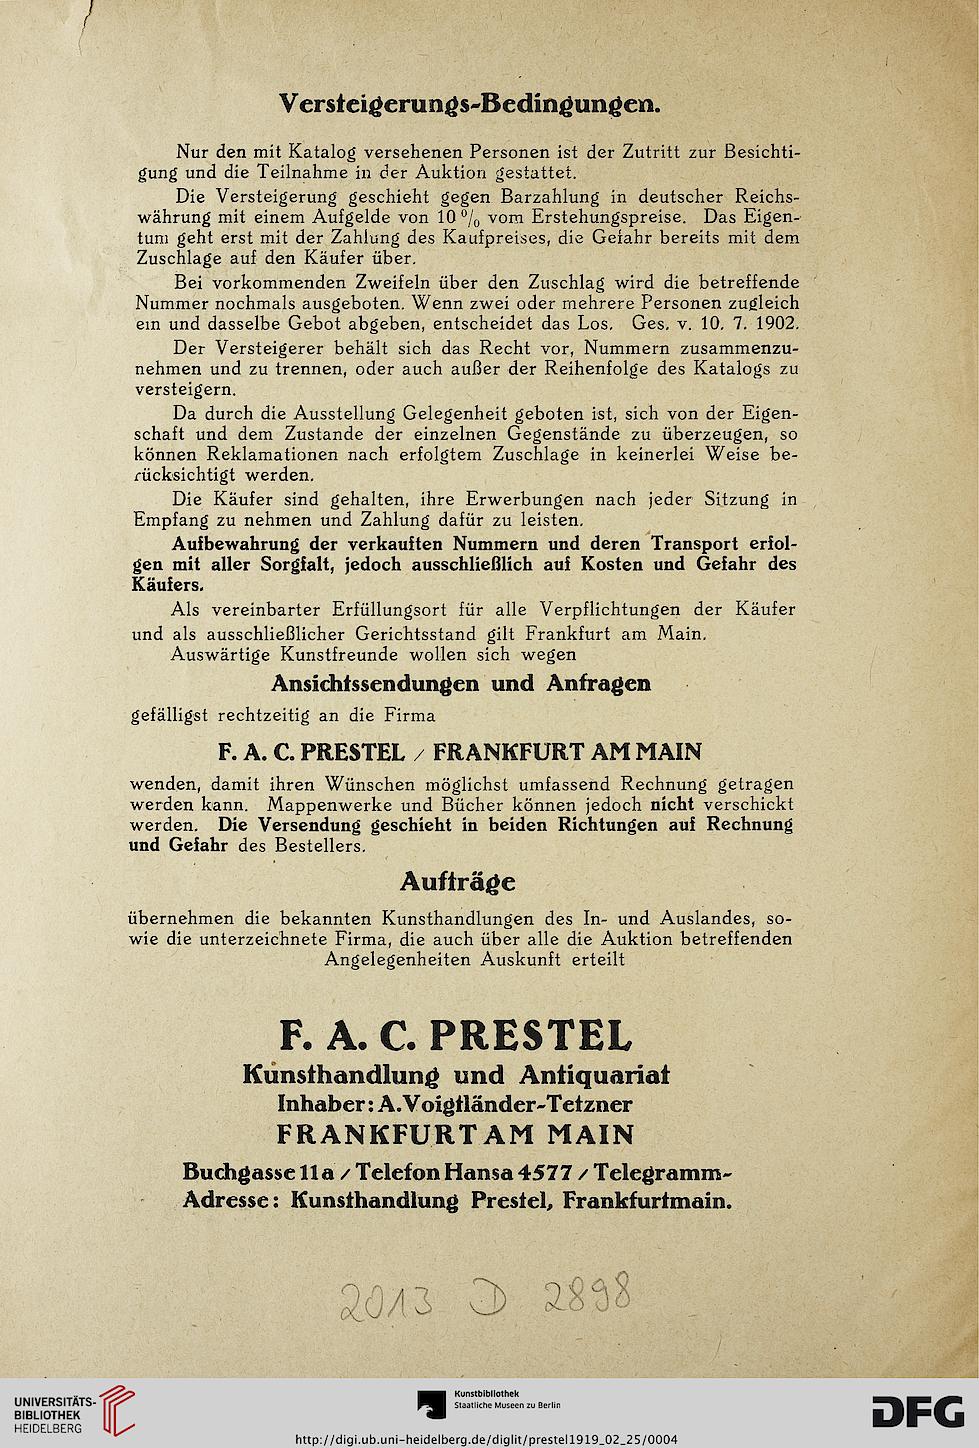 Versteigerungs-Bedingungen.
Nur den mit Katalog versehenen Personen ist der Zutritt zur Besichti-
gung und die Teilnahme in der Auktion gestattet.
Die Versteigerung geschieht gegen Barzahlung in deutscher Reichs-
währung mit einem Aufgelde von 10 % vom Erstehungspreise. Das Eigen-
tum geht erst mit der Zahlung des Kaufpreises, die Gefahr bereits mit dem
Zuschlage auf den Käufer über.
Bei vorkommenden Zweifeln über den Zuschlag wird die betreffende
Nummer nochmals ausgeboten. Wenn zwei oder mehrere Personen zugleich
ein und dasselbe Gebot abgeben, entscheidet das Los. Ges. v. 10. 7. 1902.
Der Versteigerer behält sich das Recht vor, Nummern zusammenzu-
nehmen und zu trennen, oder auch außer der Reihenfolge des Katalogs zu
versteigern.
Da durch die Ausstellung Gelegenheit geboten ist, sich von der Eigen-
schaft und dem Zustande der einzelnen Gegenstände zu überzeugen, so
können Reklamationen nach erfolgtem Zuschlage in keinerlei Weise be-
rücksichtigt werden.
Die Käufer sind gehalten, ihre Erwerbungen nach jeder Sitzung in
Empfang zu nehmen und Zahlung dafür zu leisten.
Aufbewahrung der verkauften Nummern und deren Transport erfol-
gen mit aller Sorgfalt, jedoch ausschließlich auf Kosten und Gefahr des
Käufers.
Als vereinbarter Erfüllungsort für alle Verpflichtungen der Käufer
und als ausschließlicher Gerichtsstand gilt Frankfurt am Main.
Auswärtige Kunstfreunde wollen sich wegen
Ansichtssendungen und Anfragen
gefälligst rechtzeitig an die Firma
F. A. C. PRESTEL / FRANKFURT AM MAIN
wenden, damit ihren Wünschen möglichst umfassend Rechnung getragen
werden kann. Mappenwerke und Bücher können jedoch nicht verschickt
werden. Die Versendung geschieht in beiden Richtungen auf Rechnung
und Gefahr des Bestellers.
Aufträge
übernehmen die bekannten Kunsthandlungen des In- und Auslandes, so-
wie die unterzeichnete Firma, die auch über alle die Auktion betreffenden
Angelegenheiten Auskunft erteilt
F. A. C. PRESTEL
Kunsthandlung und Antiquariat
Inhaber: A. Voigtländer-Tetzner
FRANKFURT AM MAIN
Buchgasse 11a / Telefon Hansa 4577 / Telegramm-
Adresse: Kunsthandlung Prestel, Frankfurtmain.
2013 D 2898
UNIVERSITÄTS-
BIBLIOTHEK
HEIDELBERG
Kunstbibliothek
Staatliche Museen zu Berlin
DFG
http://digi.ub.uni-heidelberg.de/diglit/prestel1919_02_25/0004